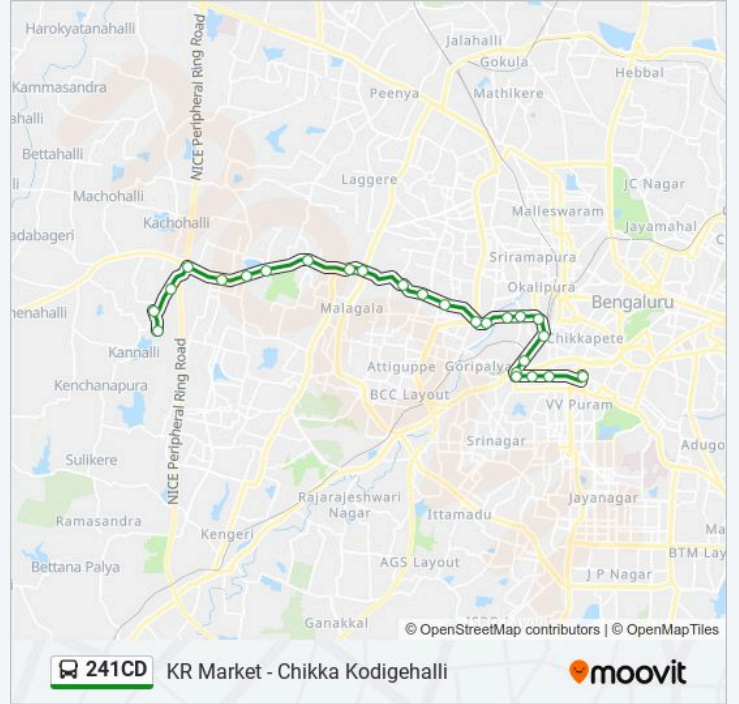 Harokyatanahalli
Jalahalli
Gokula
Hebbal
Kammasandra
Peenya
Mathikere
NICE Peripheral Ring Road
ahalli
Bettahalli
Laggere
JC Nagar
li
Machohalli
Malleswaram
Kachohalli
Jayamahal
adabageri
Sriramapura
C
Okalipura
Bengaluru
nenahalli
Malagala
Chikkapete
Kannalli
Attiguppe
Goripalya
Kenchanapura
BCC Layout
VV Puram
NICE Peripheral Ring Road
Srinagar
Adugo
Sulikere
Rajarajeshwari
Nagar
Jayanagar
Ramasandra
Ittamadu
Kengeri
Ma
Bettana Palya
AGS Layout
BTM Lay
J P Nagar
Ganakkal
© OpenStreetMap contributors | © OpenMapTiles
241CD KR Market - Chikka Kodigehalli moovit